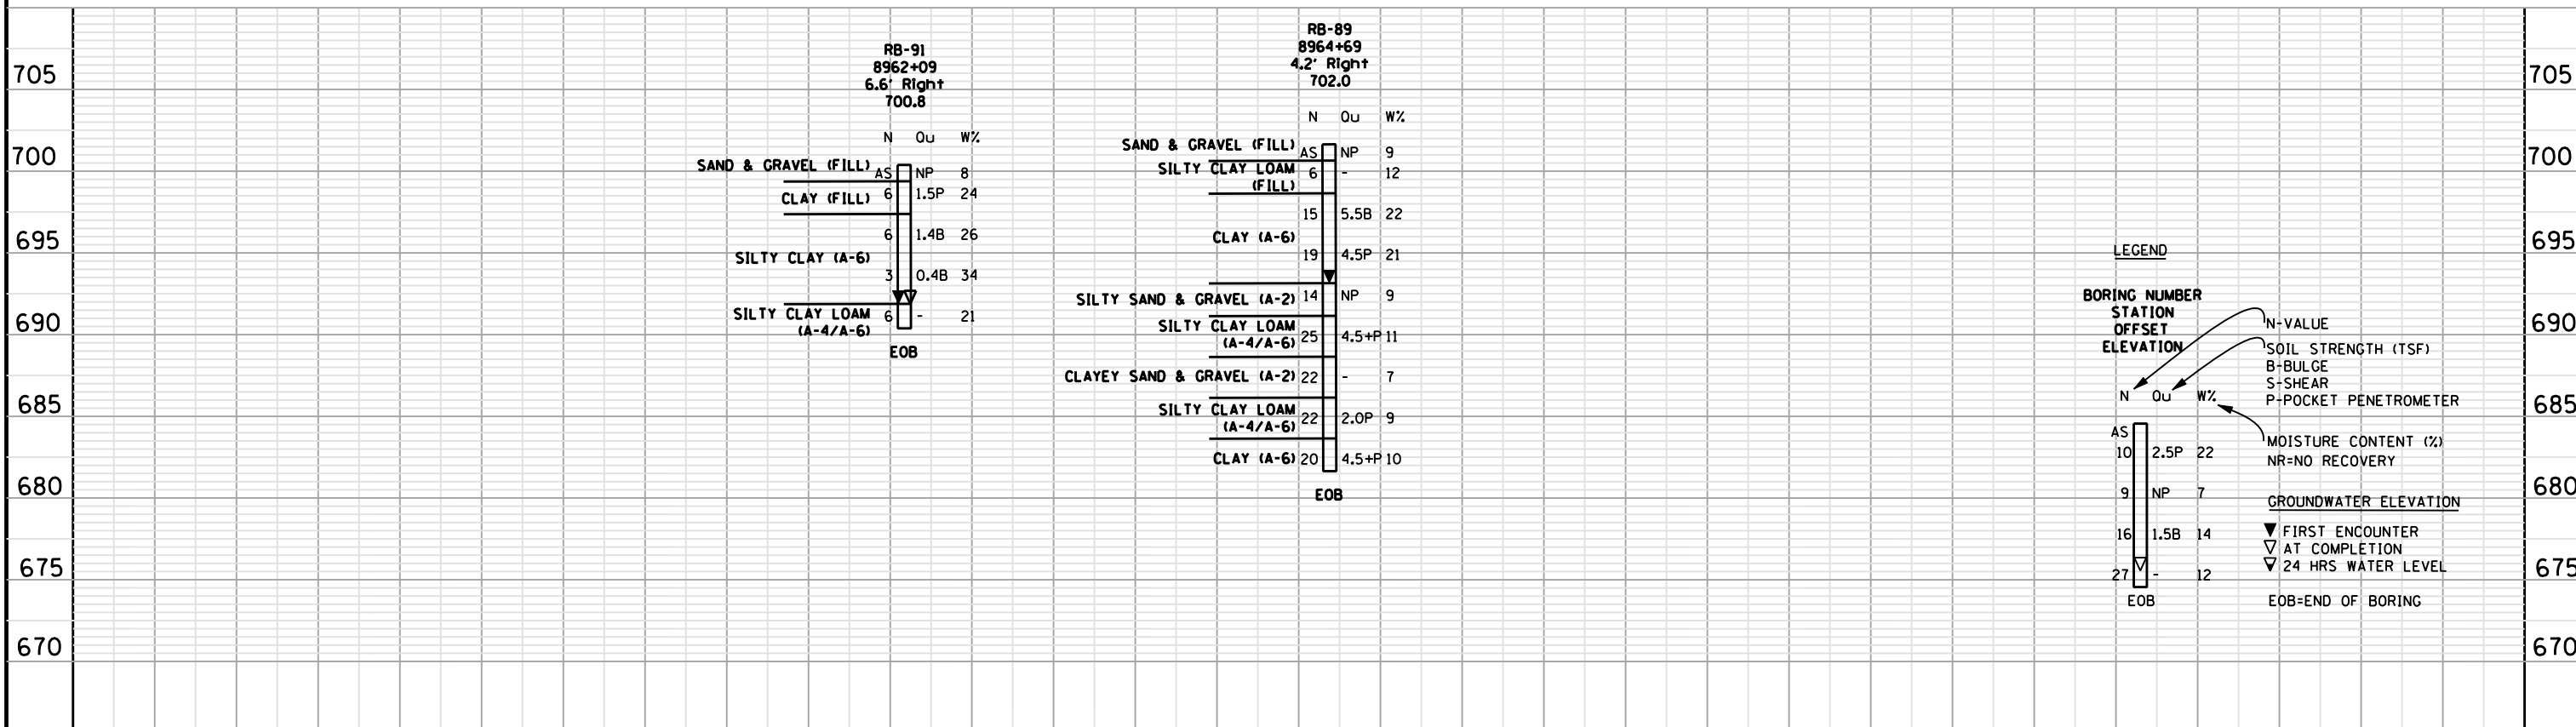 705
700
695
690
685
680
675
670
RB-91
8962+09
6.6' Right
700.8
N Qu W%
SAND & GRAVEL (FILL) AS NP 8
CLAY (FILL) 6 1.5P 24
6 1.4B 26
SILTY CLAY (A-6)
3 0.4B 34
SILTY CLAY LOAM 6 - 21
(A-4/A-6)
EOB
RB-89
8964+69
4.2' Right
702.0
N Qu W%
SAND & GRAVEL (FILL) AS NP 9
SILTY CLAY LOAM 6 - 12
(FILL)
15 5.5B 22
CLAY (A-6)
19 4.5P 21
SILTY SAND & GRAVEL (A-2) 14 NP 9
SILTY CLAY LOAM
(A-4/A-6) 25 4.5+P 11
CLAYEY SAND & GRAVEL (A-2) 22 - 7
SILTY CLAY LOAM
(A-4/A-6) 22 2.0P 9
CLAY (A-6) 20 4.5+P 10
EOB
LEGEND
BORING NUMBER
STATION
OFFSET
ELEVATION
N Qu W%
AS
10 2.5P 22
9 NP 7
16 1.5B 14
27 - 12
EOB
N-VALUE
SOIL STRENGTH (TSF)
B-BULGE
S-SHEAR
P-POCKET PENETROMETER
MOISTURE CONTENT (%)
NR=NO RECOVERY
GROUNDWATER ELEVATION
FIRST ENCOUNTER
AT COMPLETION
24 HRS WATER LEVEL
EOB=END OF BORING
705
700
695
690
685
680
675
670